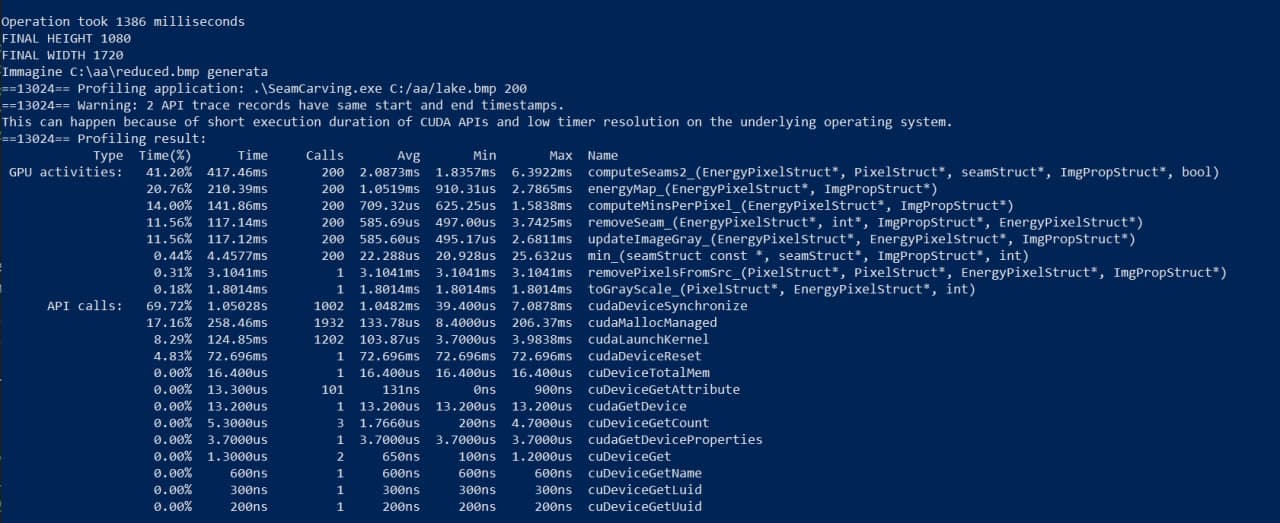 Operation took 1386 milliseconds
FINAL HEIGHT 1080
FINAL WIDTH 1720
Immagine C:\aa\reduced.bmp generata
==13024== Profiling application: .\SeamCarving.exe C:/aa/lake.bmp 200
==13024== Warning: 2 API trace records have same start and end timestamps.
This can happen because of short execution duration of CUDA APIs and low timer resolution on the underlying operating system.
==13024== Profiling result:
Type Time(%) Time Calls Avg Min Max Name
GPU activities: 41.20% 417.46ms 200 2.0873ms 1.8357ms 6.3922ms computeSeams2_(EnergyPixelStruct*, PixelStruct*, seamStruct*, ImgPropStruct*, bool)
20.76% 210.39ms 200 1.0519ms 910.31us 2.7865ms energyMap_(EnergyPixelStruct*, ImgPropStruct*)
14.00% 141.86ms 200 709.32us 625.25us 1.5838ms computeMinsPerPixel_(EnergyPixelStruct*, ImgPropStruct*)
11.56% 117.14ms 200 585.69us 497.00us 3.7425ms removeSeam_(EnergyPixelStruct*, int*, ImgPropStruct*, EnergyPixelStruct*)
11.56% 117.12ms 200 585.60us 495.17us 2.6811ms updateImageGray_(EnergyPixelStruct*, EnergyPixelStruct*, ImgPropStruct*)
0.44% 4.4577ms 200 22.288us 20.928us 25.632us min_(seamStruct const *, seamStruct*, ImgPropStruct*, int)
0.31% 3.1041ms 1 3.1041ms 3.1041ms 3.1041ms removePixelsFromSrc_(PixelStruct*, PixelStruct*, EnergyPixelStruct*, ImgPropStruct*)
0.18% 1.8014ms 1 1.8014ms 1.8014ms 1.8014ms toGrayScale_(PixelStruct*, EnergyPixelStruct*, int)
API calls: 69.72% 1.05028s 1002 1.0482ms 39.400us 7.0878ms cudaDeviceSynchronize
17.16% 258.46ms 1932 133.78us 8.4000us 206.37ms cudaMallocManaged
8.29% 124.85ms 1202 103.87us 3.7000us 3.9838ms cudaLaunchKernel
4.83% 72.696ms 1 72.696ms 72.696ms 72.696ms cudaDeviceReset
0.00% 16.400us 1 16.400us 16.400us 16.400us cuDeviceTotalMem
0.00% 13.300us 101 131ns 0ns 900ns cuDeviceGetAttribute
0.00% 13.200us 1 13.200us 13.200us 13.200us cudaGetDevice
0.00% 5.3000us 3 1.7660us 200ns 4.7000us cuDeviceGetCount
0.00% 3.7000us 1 3.7000us 3.7000us 3.7000us cudaGetDeviceProperties
0.00% 1.3000us 2 650ns 100ns 1.2000us cuDeviceGet
0.00% 600ns 1 600ns 600ns 600ns cuDeviceGetName
0.00% 300ns 1 300ns 300ns 300ns cuDeviceGetLuid
0.00% 200ns 1 200ns 200ns 200ns cuDeviceGetUuid